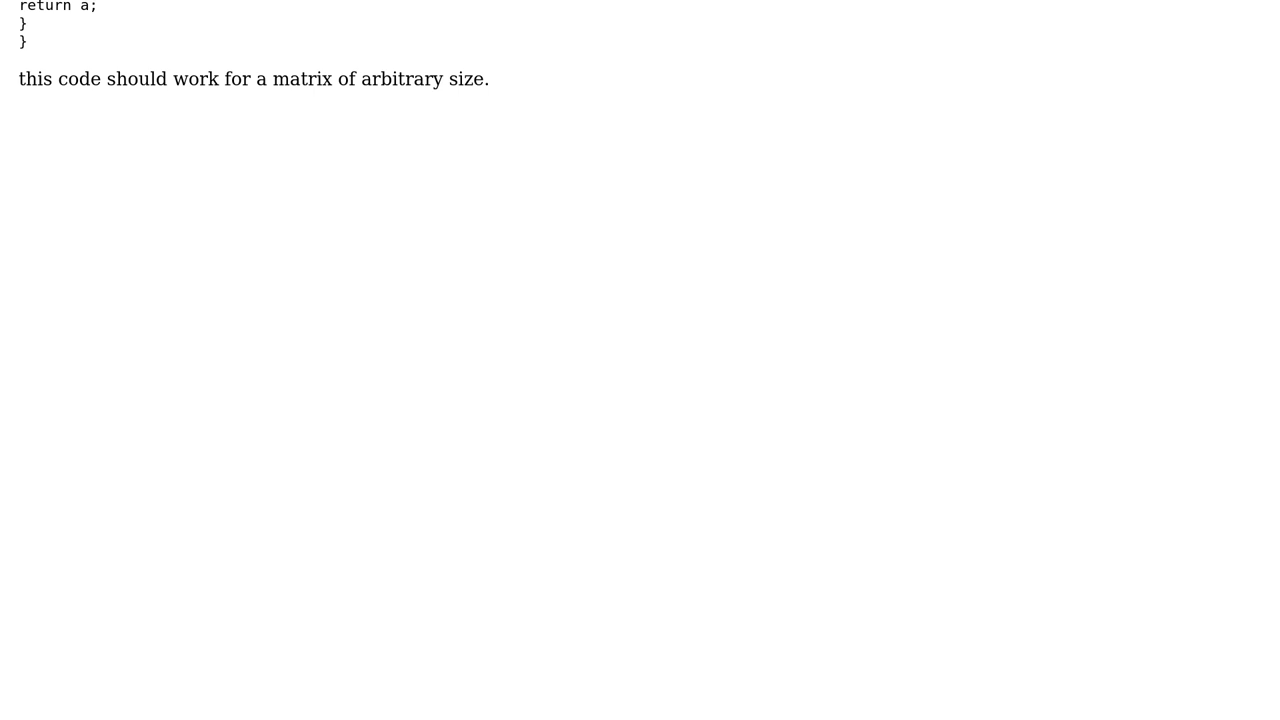 return a;
}
}
this code should work for a matrix of arbitrary size.